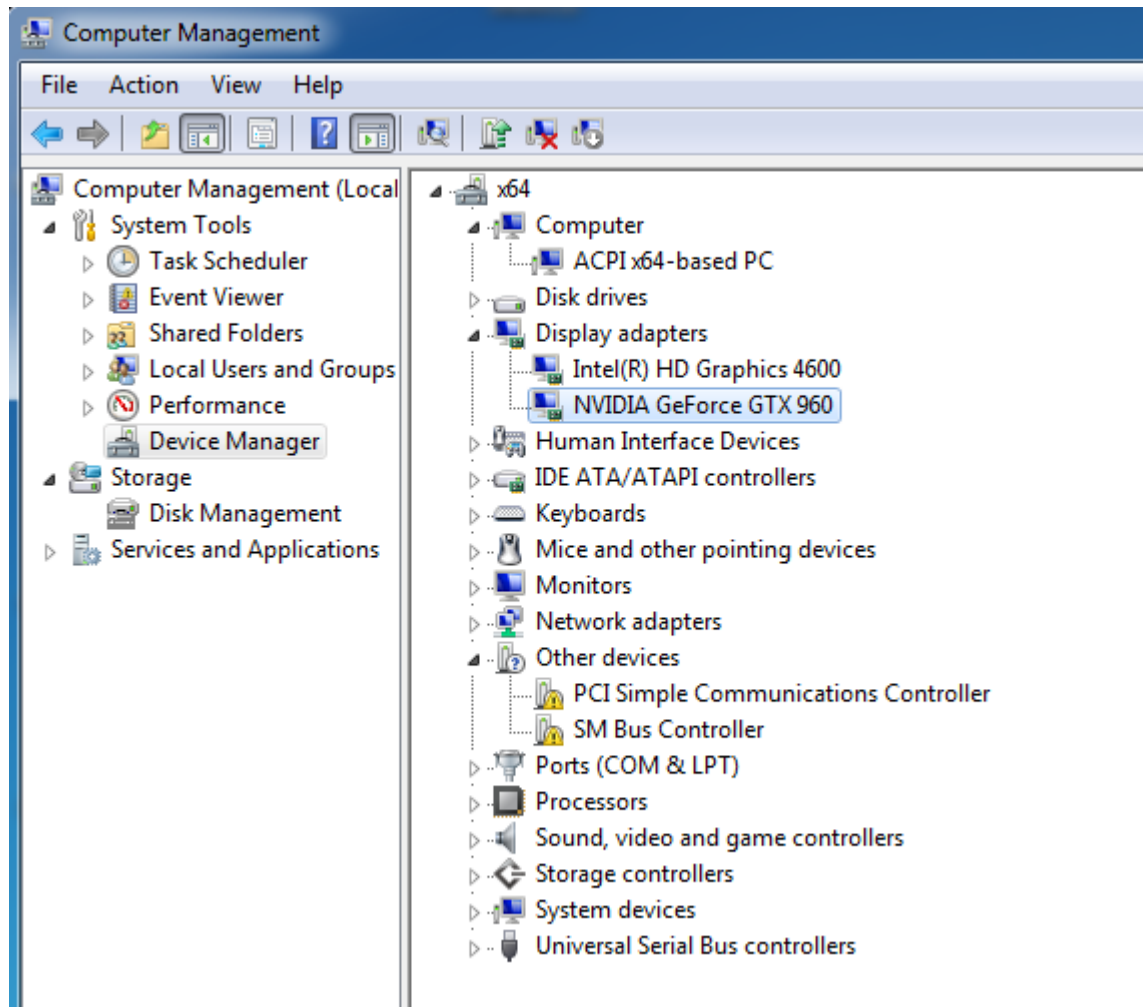 Computer Management
File Action View Help
Computer Management (Local
System Tools
Task Scheduler
Event Viewer
Shared Folders
Local Users and Groups
Performance
Device Manager
Storage
Disk Management
Services and Applications
x64
Computer
ACPI x64-based PC
Disk drives
Display adapters
Intel(R) HD Graphics 4600
NVIDIA GeForce GTX 960
Human Interface Devices
IDE ATA/ATAPI controllers
Keyboards
Mice and other pointing devices
Monitors
Network adapters
Other devices
PCI Simple Communications Controller
SM Bus Controller
Ports (COM & LPT)
Processors
Sound, video and game controllers
Storage controllers
System devices
Universal Serial Bus controllers